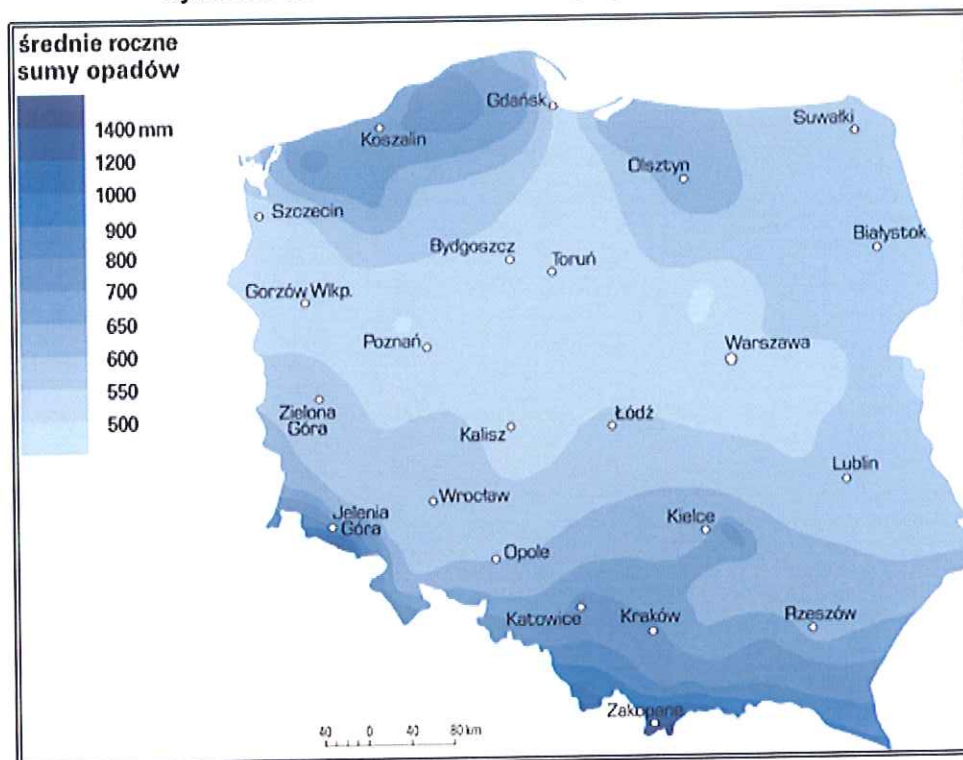 średnie roczne
sumy opadów
1400 mm
1200
1000
900
800
700
650
600
550
500
Gdańsk
Koszalin
Suwałki
Olsztyn
Szczecin
Białystok
Bydgoszcz
Toruń
Gorzów Wlkp.
Poznań
Warszawa
Zielona
Góra
Kalisz
Łódź
Lublin
Wrocław
Jelenia
Góra
Kielce
Opole
Katowice
Kraków
Rzeszów
Zakopane
40 0 40 80 km